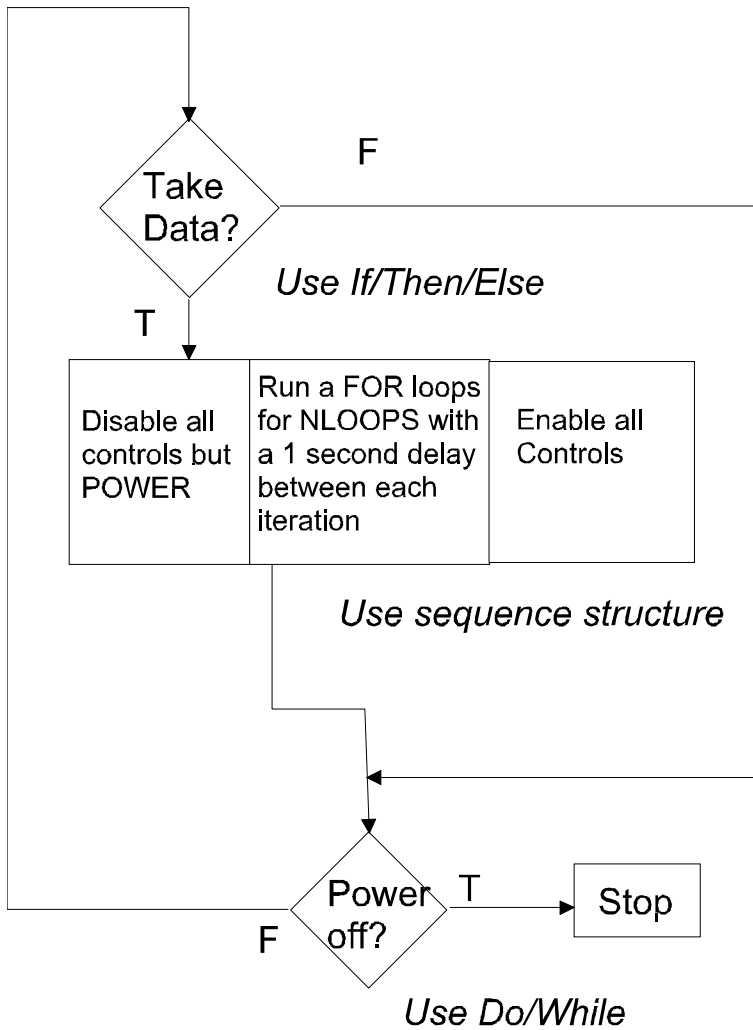 F
Take
Data?
Use If/Then/Else
T
Disable all
controls but
POWER
Run a FOR loops
for NLOOPS with
a 1 second delay
between each
iteration
Enable all
Controls
Use sequence structure
Power
off?
T
Stop
F
Use Do/While